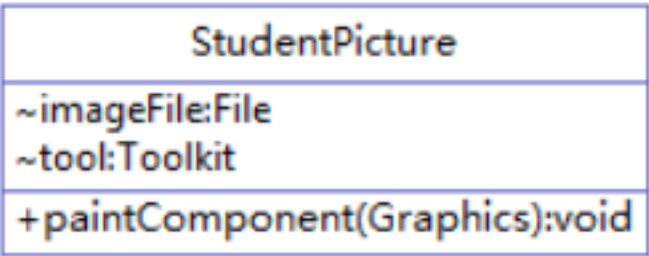 StudentPicture
~imageFile:File
~tool:Toolkit
+paintComponent(Graphics):void